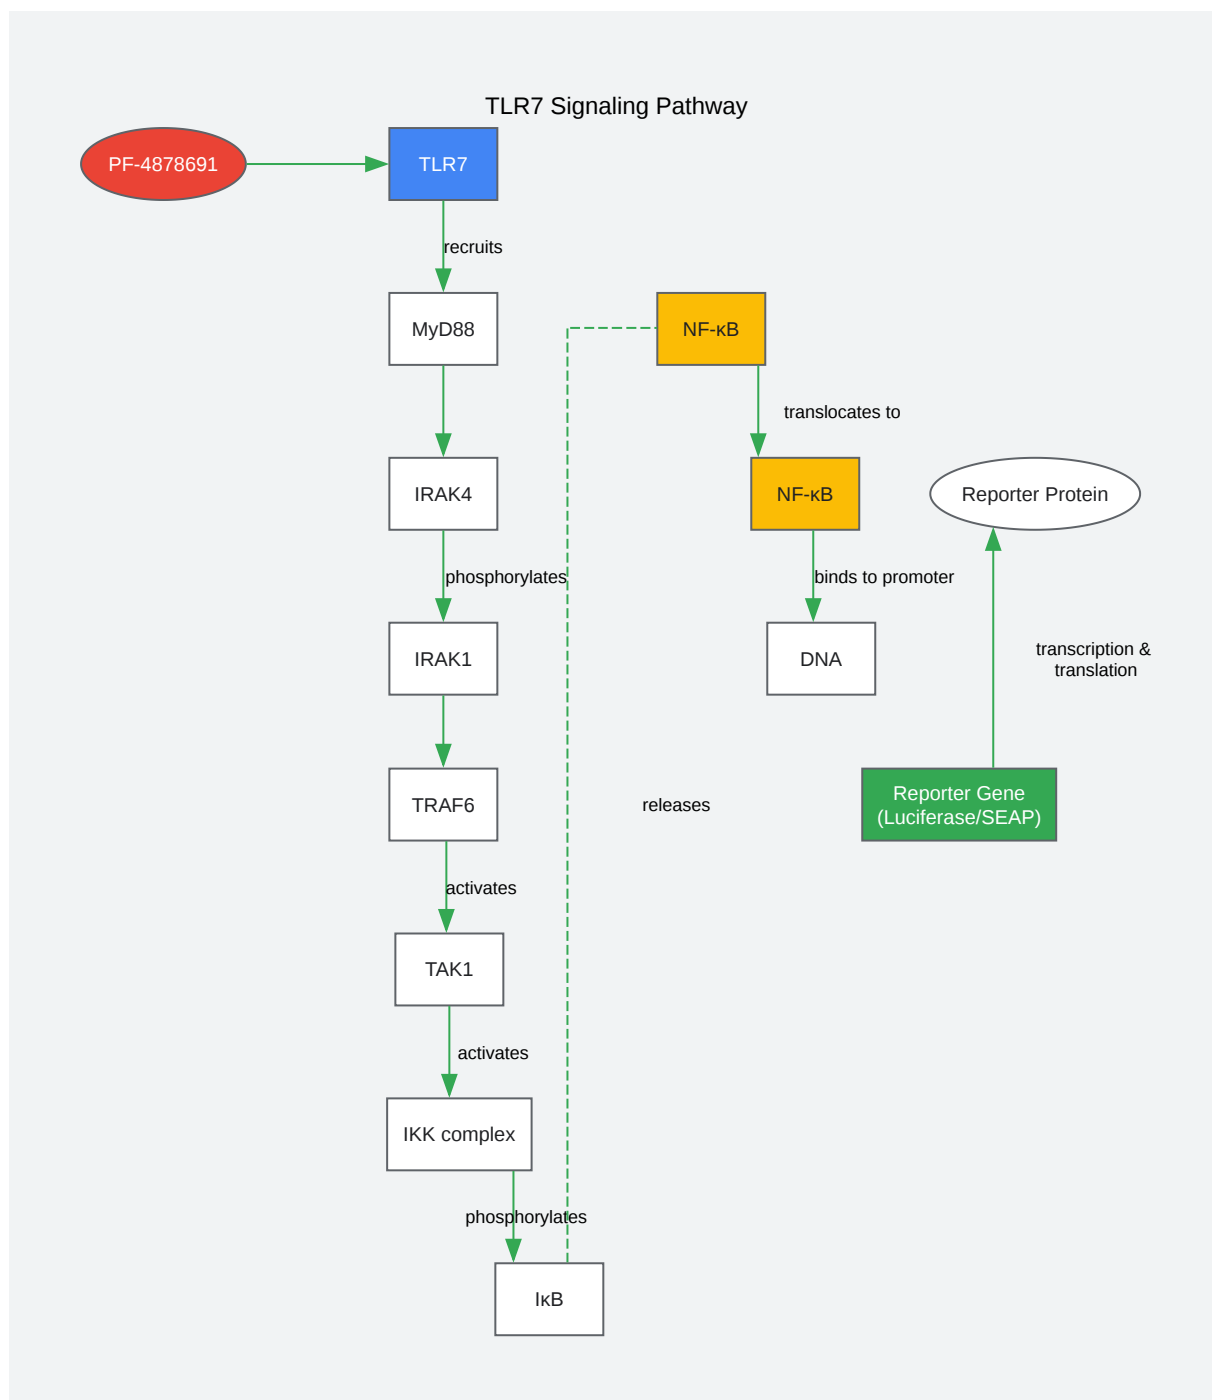 TLR7 Signaling Pathway
PF-4878691
TLR7
recruits
MyD88
NF-κB
translocates to
IRAK4
NF-κB
Reporter Protein
phosphorylates
binds to promoter
IRAK1
DNA
transcription &
translation
TRAF6
releases
Reporter Gene
(Luciferase/SEAP)
activates
TAK1
activates
IKK complex
phosphorylates
IκB